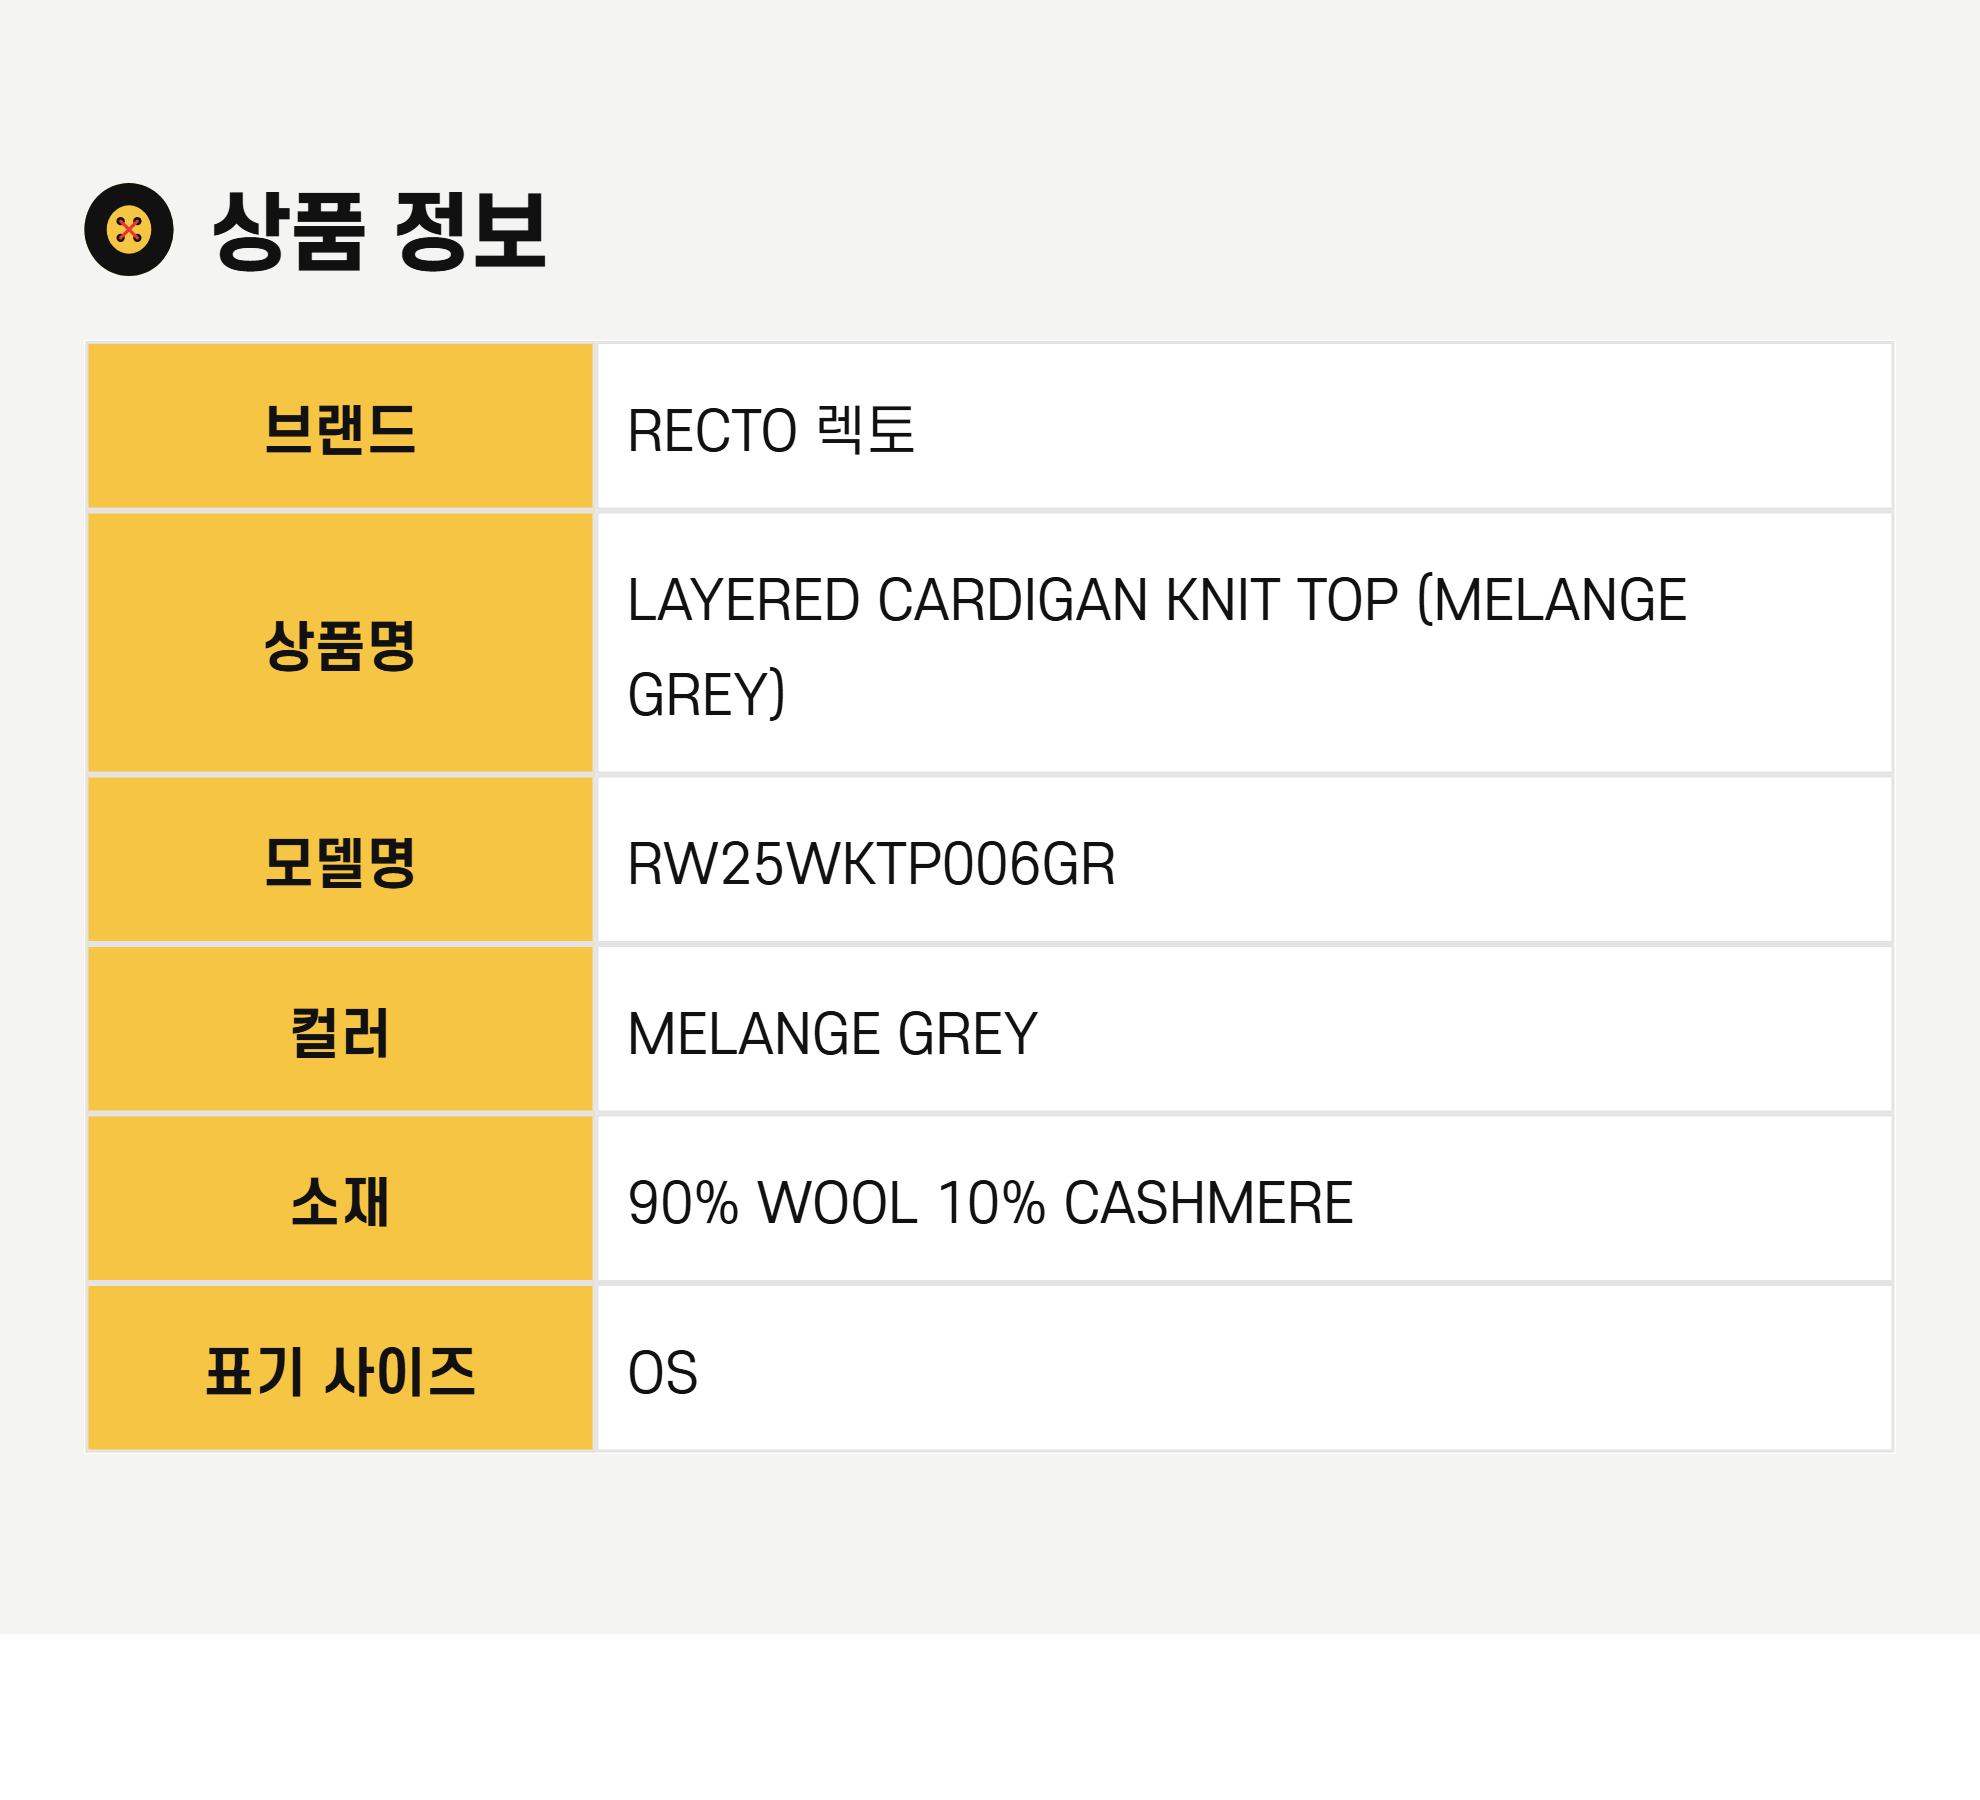 상품 정보
브랜드
RECTO 렉토
상품명
LAYERED CARDIGAN KNIT TOP (MELANGE
GREY)
모델명
RW25WKTP006GR
컬러
MELANGE GREY
소재
90% WOOL 10% CASHMERE
표기 사이즈
OS